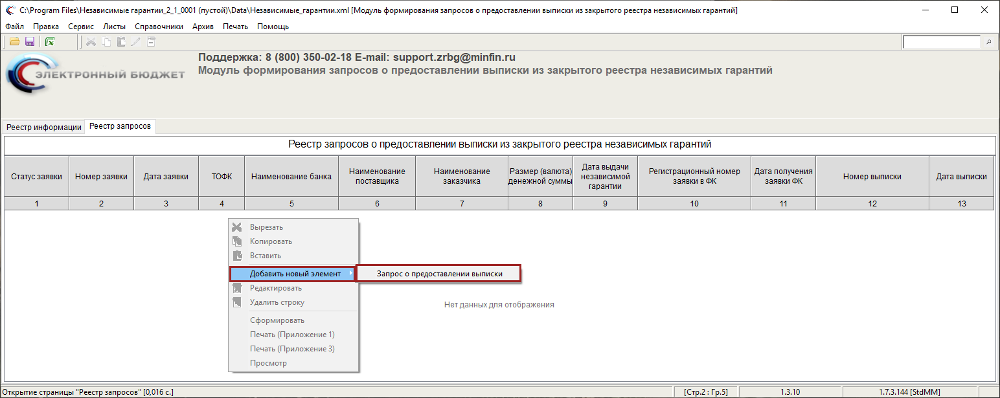 C:\Program Files\Независимые гарантии_2_1_0001 (пустой)\Data\Независимые_гарантии.xml [Модуль формирования запросов о предоставлении выписки из закрытого реестра независимых гарантий]
Файл Правка Сервис Листы Справочники Архив Печать Помощь
Поддержка: 8 (800) 350-02-18 E-mail: support.zrbg@minfin.ru
Модуль формирования запросов о предоставлении выписки из закрытого реестра независимых гарантий
ЭЛЕКТРОННЫЙ БЮДЖЕТ
Реестр информации Реестр запросов
Реестр запросов о предоставлении выписки из закрытого реестра независимых гарантий
Статус заявки
Номер заявки
Дата заявки
ТОФК
Наименование банка
Наименование
поставщика
Наименование
заказчика
Размер (валюта)
денежной суммы
Дата выдачи
независимой
гарантии
Регистрационный номер
заявки в ФК
Дата получения
заявки ФК
Номер выписки
Дата выписки
1 2 3 4 5 6 7 8 9 10 11 12 13
Вырезать
Копировать
Вставить
Добавить новый элемент
Запрос о предоставлении выписки
Редактировать
Удалить строку
Нет данных для отображения
Сформировать
Печать (Приложение 1)
Печать (Приложение 3)
Просмотр
Открытие страницы "Реестр запросов" [0,016 с.] [Стр.2 : Гр.5] 1.3.10 1.7.3.144 [StdMM]